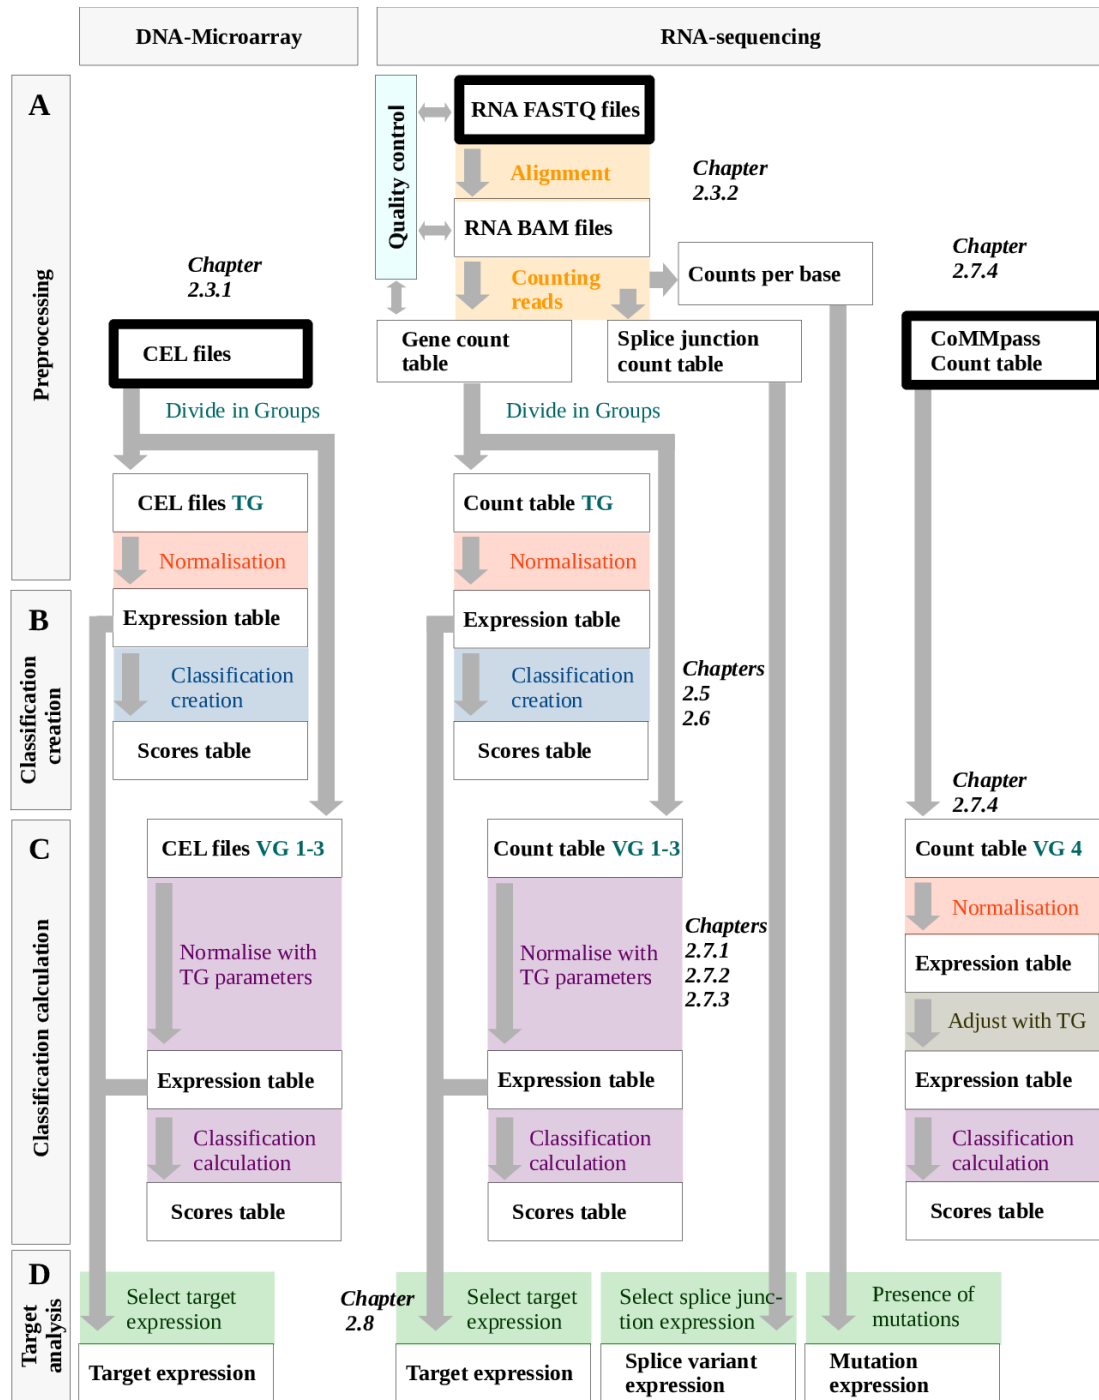 DNA-Microarray
RNA-sequencing
A
Preprocessing
Quality control
RNA FASTQ files
Alignment
Chapter
2.3.2
RNA BAM files
Counting
reads
Counts per base
Chapter
2.7.4
Chapter
2.3.1
CEL files
Gene count
table
Splice junction
count table
CoMMpass
Count table
Divide in Groups
Divide in Groups
CEL files TG
Count table TG
Normalisation
Normalisation
B
Classification
creation
Expression table
Expression table
Classification
creation
Classification
creation
Chapters
2.5
2.6
Scores table
Scores table
Chapter
2.7.4
C
Classification calculation
CEL files VG 1-3
Count table VG 1-3
Count table VG 4
Normalisation
Normalise with
TG parameters
Normalise with
TG parameters
Chapters
2.7.1
2.7.2
2.7.3
Expression table
Adjust with TG
Expression table
Expression table
Expression table
Classification
calculation
Classification
calculation
Classification
calculation
Scores table
Scores table
Scores table
D
Target
analysis
Select target
expression
Chapter
2.8
Select target
expression
Select splice junc-
tion expression
Presence of
mutations
Target expression
Target expression
Splice variant
expression
Mutation
expression